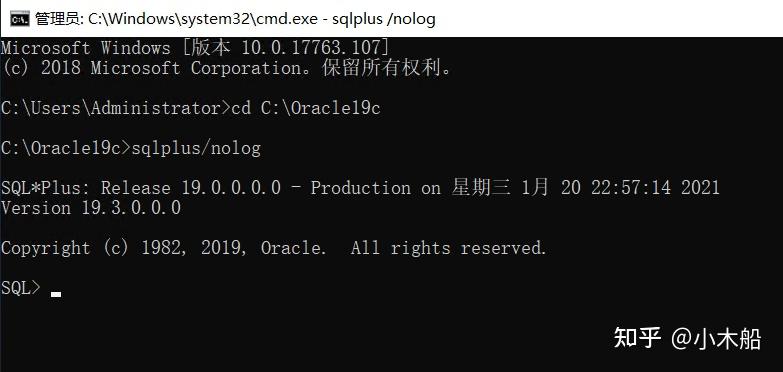 管理员: C:\Windows\system32\cmd.exe - sqlplus /nolog
Microsoft Windows [版本 10.0.17763.107]
(c) 2018 Microsoft Corporation。保留所有权利。
C:\Users\Administrator>cd C:\Oracle19c
C:\Oracle19c>sqlplus/nolog
SQL*Plus: Release 19.0.0.0.0 - Production on 星期三 1月 20 22:57:14 2021
Version 19.3.0.0.0
Copyright (c) 1982, 2019, Oracle.  All rights reserved.
SQL>
知乎 @小木船